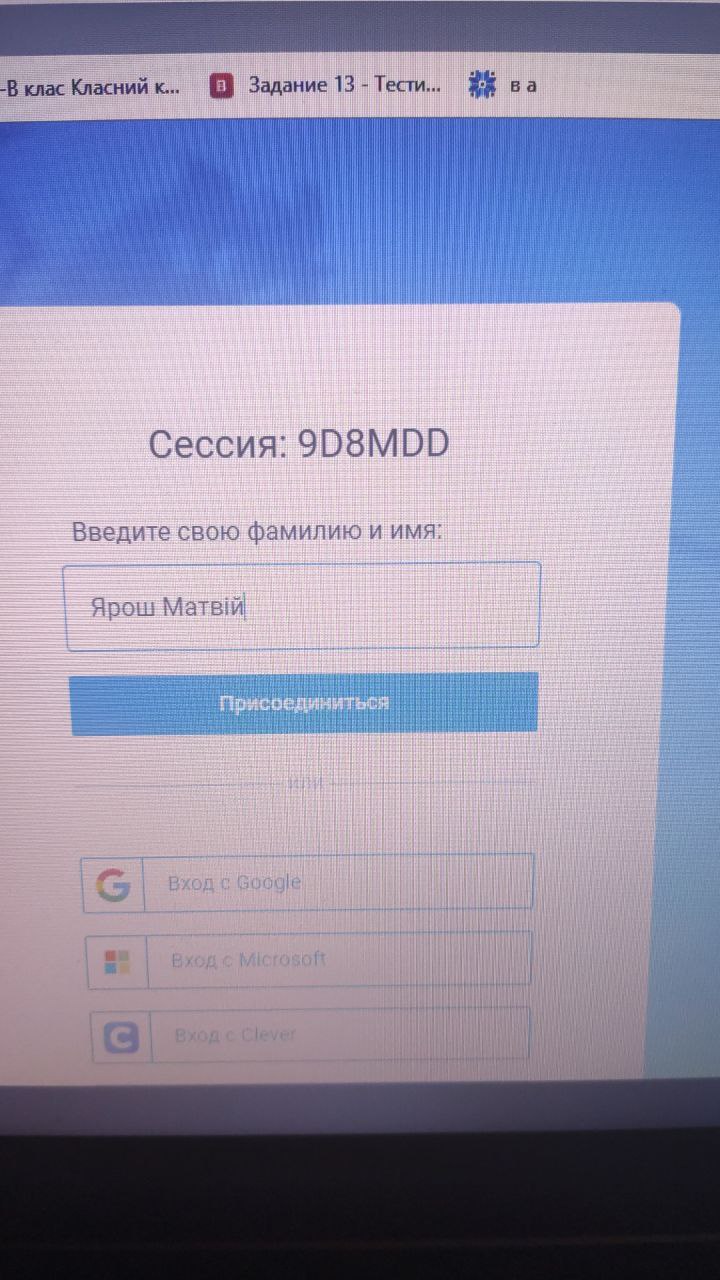 -В клас Класний к... Задание 13 - Тести... в а
Сессия: 9D8MDD
Введите свою фамилию и имя:
Ярош Матвій
Присоединиться
или
Вход с Google
Вход с Microsoft
Вход с Clever